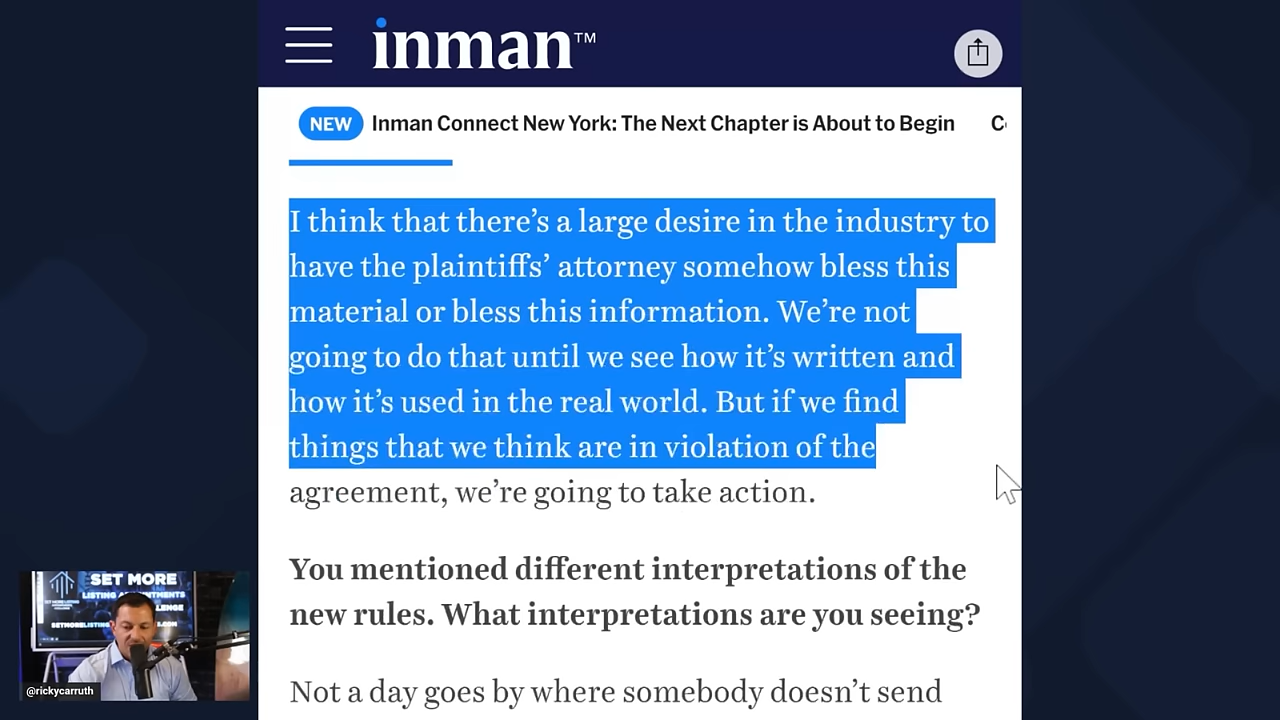 inman™
NEW Inman Connect New York: The Next Chapter is About to Begin
I think that there’s a large desire in the industry to
have the plaintiffs’ attorney somehow bless this
material or bless this information. We’re not
going to do that until we see how it’s written and
how it’s used in the real world. But if we find
things that we think are in violation of the
agreement, we’re going to take action.
You mentioned different interpretations of the
new rules. What interpretations are you seeing?
Not a day goes by where somebody doesn’t send
SET MORE
LISTING
@rickycarruth